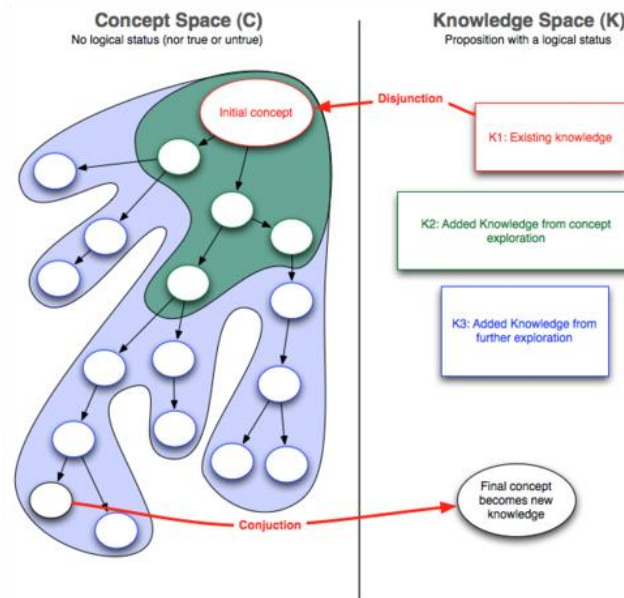 Concept Space (C)
No logical status (nor true or untrue)
Knowledge Space (K)
Proposition with a logical status
Disjunction
Initial concept
K1: Existing knowledge
K2: Added Knowledge from concept
exploration
K3: Added Knowledge from
further exploration
Final concept
becomes new
knowledge
Conjuction